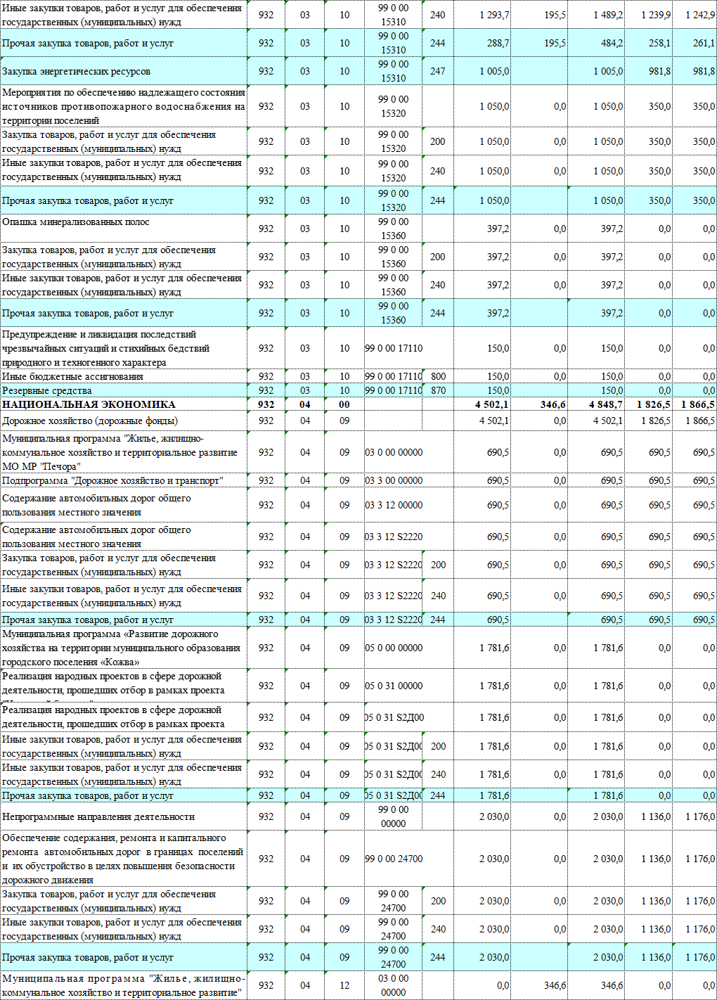 Иные закупки товаров, работ и услуг для обеспечения государственных (муниципальных) нужд 932 03 10 99 0 00 15310 240 1 293,7 195,5 1 489,2 1 239,9 1 242,9
Прочая закупка товаров, работ и услуг 932 03 10 99 0 00 15310 244 288,7 195,5 484,2 258,1 261,1
Закупка энергетических ресурсов 932 03 10 99 0 00 15310 247 1 005,0 1 005,0 981,8 981,8
Мероприятия по обеспечению надлежащего состояния источников противопожарного водоснабжения на территории поселений 932 03 10 99 0 00 15320 1 050,0 0,0 1 050,0 350,0 350,0
Закупка товаров, работ и услуг для обеспечения государственных (муниципальных) нужд 932 03 10 99 0 00 15320 200 1 050,0 0,0 1 050,0 350,0 350,0
Иные закупки товаров, работ и услуг для обеспечения государственных (муниципальных) нужд 932 03 10 99 0 00 15320 240 1 050,0 0,0 1 050,0 350,0 350,0
Прочая закупка товаров, работ и услуг 932 03 10 99 0 00 15320 244 1 050,0 1 050,0 350,0 350,0
Опашка минерализованных полос 932 03 10 99 0 00 15360 397,2 0,0 397,2 0,0 0,0
Закупка товаров, работ и услуг для обеспечения государственных (муниципальных) нужд 932 03 10 99 0 00 15360 200 397,2 0,0 397,2 0,0 0,0
Иные закупки товаров, работ и услуг для обеспечения государственных (муниципальных) нужд 932 03 10 99 0 00 15360 240 397,2 0,0 397,2 0,0 0,0
Прочая закупка товаров, работ и услуг 932 03 10 99 0 00 15360 244 397,2 397,2 0,0 0,0
Предупреждение и ликвидация последствий чрезвычайных ситуаций и стихийных бедствий природного и техногенного характера 932 03 10 99 0 00 17110 150,0 0,0 150,0 0,0 0,0
Иные бюджетные ассигнования 932 03 10 99 0 00 17110 800 150,0 0,0 150,0 0,0 0,0
Резервные средства 932 03 10 99 0 00 17110 870 150,0 150,0 0,0 0,0
НАЦИОНАЛЬНАЯ ЭКОНОМИКА 932 04 00 4 502,1 346,6 4 848,7 1 826,5 1 866,5
Дорожное хозяйство (дорожные фонды) 932 04 09 4 502,1 0,0 4 502,1 1 826,5 1 866,5
Муниципальная программа "Жилье, жилищно-коммунальное хозяйство и территориальное развитие МО МР "Печора" 932 04 09 03 0 00 00000 690,5 0,0 690,5 690,5 690,5
Подпрограмма "Дорожное хозяйство и транспорт" 932 04 09 03 3 00 00000 690,5 0,0 690,5 690,5 690,5
Содержание автомобильных дорог общего пользования местного значения 932 04 09 03 3 12 00000 690,5 0,0 690,5 690,5 690,5
Содержание автомобильных дорог общего пользования местного значения 932 04 09 03 3 12 S2220 690,5 0,0 690,5 690,5 690,5
Закупка товаров, работ и услуг для обеспечения государственных (муниципальных) нужд 932 04 09 03 3 12 S2220 200 690,5 0,0 690,5 690,5 690,5
Иные закупки товаров, работ и услуг для обеспечения государственных (муниципальных) нужд 932 04 09 03 3 12 S2220 240 690,5 0,0 690,5 690,5 690,5
Прочая закупка товаров, работ и услуг 932 04 09 03 3 12 S2220 244 690,5 690,5 690,5 690,5
Муниципальная программа «Развитие дорожного хозяйства на территории муниципального образования городского поселения «Кожва» 932 04 09 05 0 00 00000 1 781,6 0,0 1 781,6 0,0 0,0
Реализация народных проектов в сфере дорожной деятельности, прошедших отбор в рамках проекта 932 04 09 05 0 31 00000 1 781,6 0,0 1 781,6 0,0 0,0
Реализация народных проектов в сфере дорожной деятельности, прошедших отбор в рамках проекта 932 04 09 05 0 31 S2Д00 1 781,6 0,0 1 781,6 0,0 0,0
Иные закупки товаров, работ и услуг для обеспечения государственных (муниципальных) нужд 932 04 09 05 0 31 S2Д00 200 1 781,6 0,0 1 781,6 0,0 0,0
Иные закупки товаров, работ и услуг для обеспечения государственных (муниципальных) нужд 932 04 09 05 0 31 S2Д00 240 1 781,6 0,0 1 781,6 0,0 0,0
Прочая закупка товаров, работ и услуг 932 04 09 05 0 31 S2Д00 244 1 781,6 1 781,6 0,0 0,0
Непрограммные направления деятельности 932 04 09 99 0 00 00000 2 030,0 0,0 2 030,0 1 136,0 1 176,0
Обеспечение содержания, ремонта и капитального ремонта автомобильных дорог в границах поселений и их обустройство в целях повышения безопасности дорожного движения 932 04 09 99 0 00 24700 2 030,0 0,0 2 030,0 1 136,0 1 176,0
Закупка товаров, работ и услуг для обеспечения государственных (муниципальных) нужд 932 04 09 99 0 00 24700 200 2 030,0 0,0 2 030,0 1 136,0 1 176,0
Иные закупки товаров, работ и услуг для обеспечения государственных (муниципальных) нужд 932 04 09 99 0 00 24700 240 2 030,0 0,0 2 030,0 1 136,0 1 176,0
Прочая закупка товаров, работ и услуг 932 04 09 99 0 00 24700 244 2 030,0 2 030,0 1 136,0 1 176,0
Муниципальная программа "Жилье, жилищно-коммунальное хозяйство и территориальное развитие" 932 04 12 03 0 00 00000 0,0 346,6 346,6 0,0 0,0